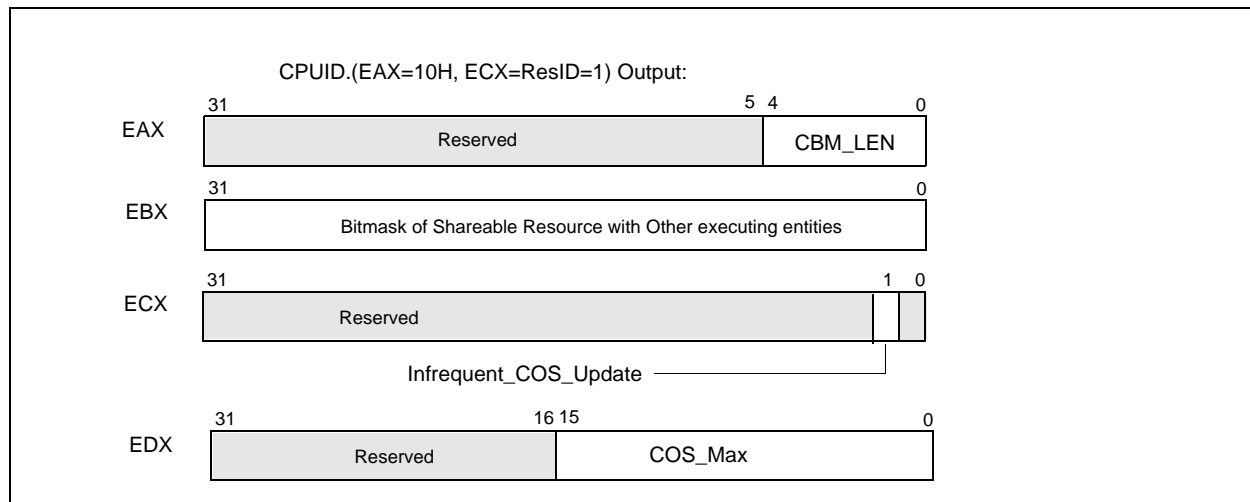 CPUID.(EAX=10H, ECX=ResID=1) Output:
31 5 4 0
EAX Reserved CBM_LEN
31 0
EBX Bitmask of Shareable Resource with Other executing entities
31 1 0
ECX Reserved
Infrequent_COS_Update
31 16 15 0
EDX Reserved COS_Max